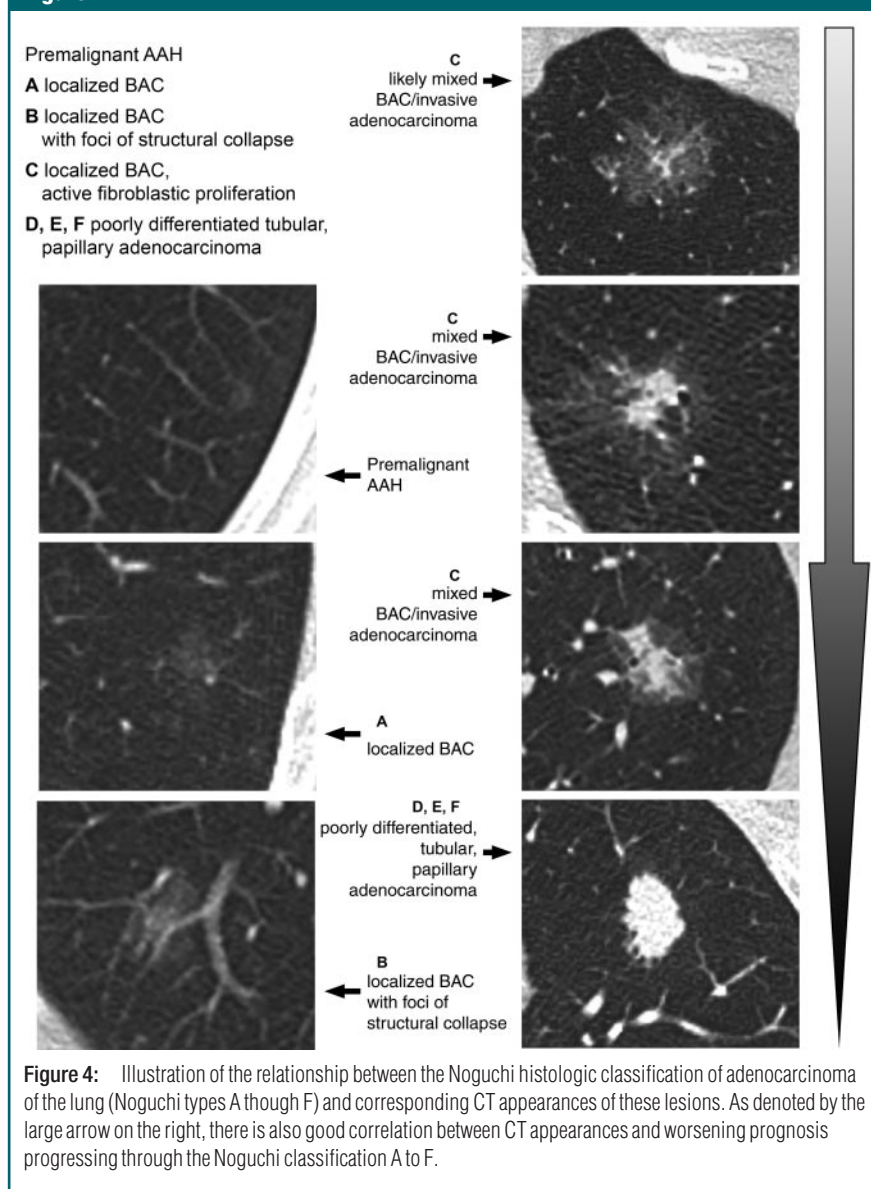 Premalignant AAH
A localized BAC
B localized BAC
with foci of structural collapse
C localized BAC,
active fibroblastic proliferation
D, E, F poorly differentiated tubular,
papillary adenocarcinoma
C
likely mixed
BAC/invasive
adenocarcinoma
C
mixed
BAC/invasive
adenocarcinoma
Premalignant
AAH
C
mixed
BAC/invasive
adenocarcinoma
A
localized BAC
D, E, F
poorly differentiated,
tubular,
papillary
adenocarcinoma
B
localized BAC
with foci of
structural collapse
Figure 4: Illustration of the relationship between the Noguchi histologic classification of adenocarcinoma
of the lung (Noguchi types A though F) and corresponding CT appearances of these lesions. As denoted by the
large arrow on the right, there is also good correlation between CT appearances and worsening prognosis
progressing through the Noguchi classification A to F.